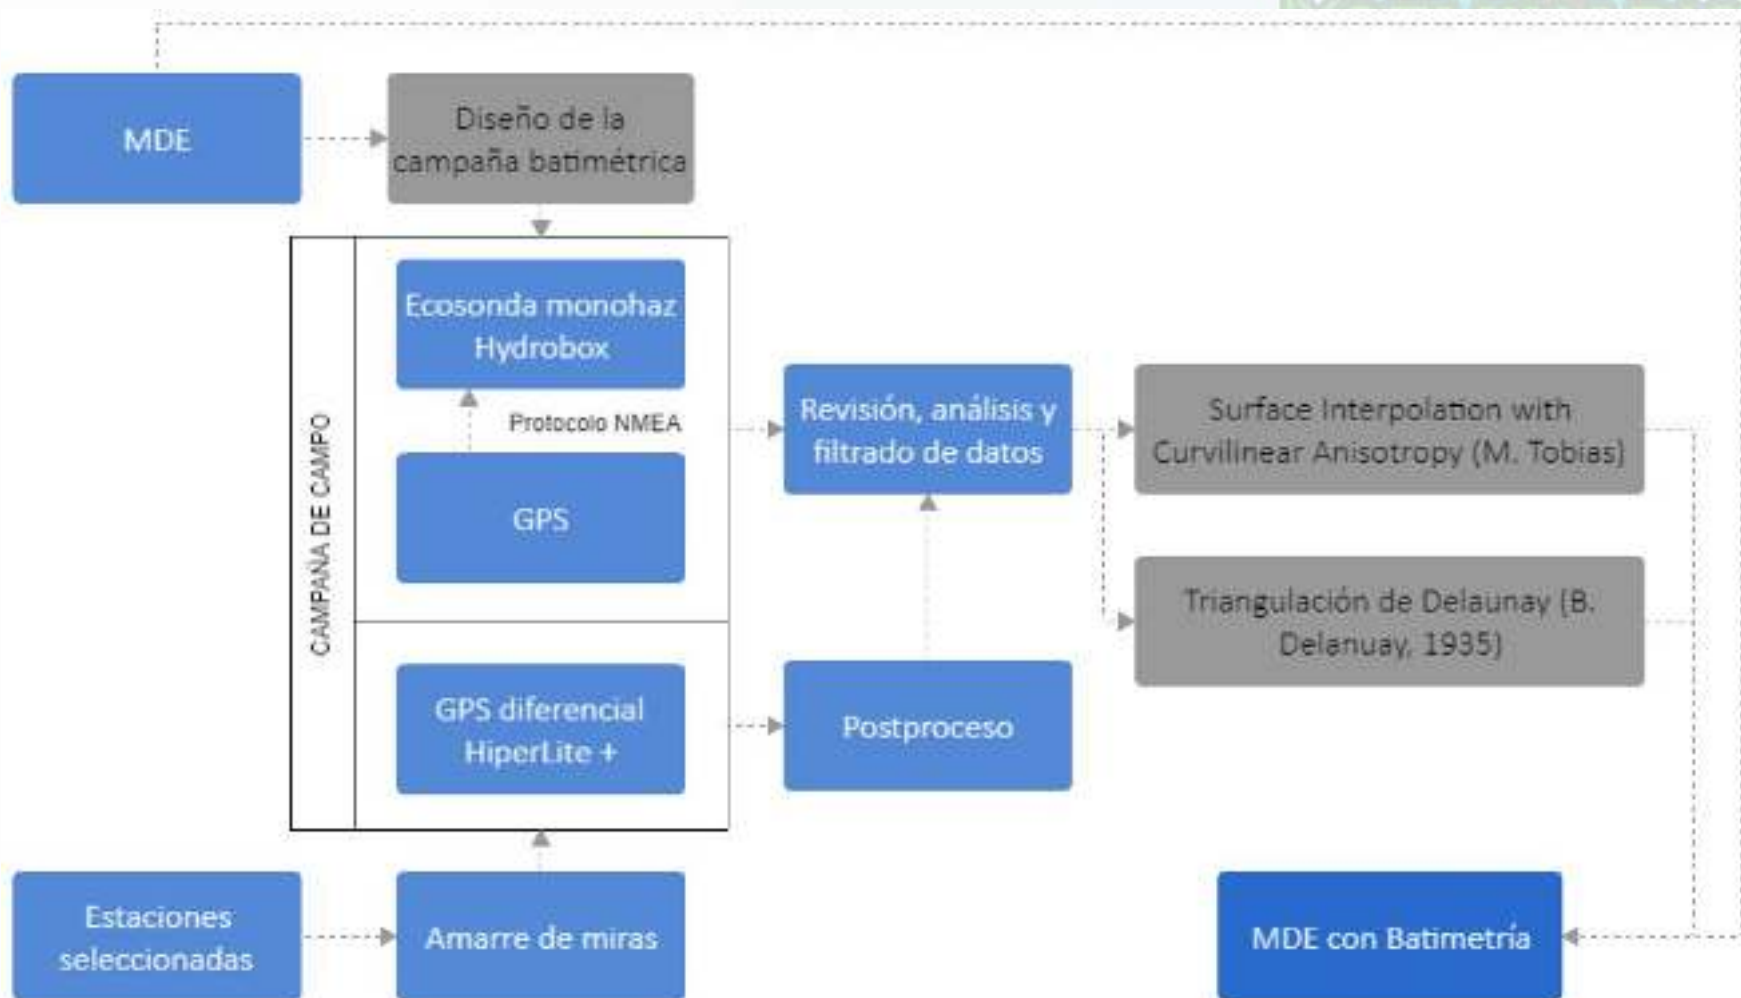 MDE
Diseño de la
campaña batimétrica
CAMPAÑA DE CAMPO
Ecosonda monohaz
Hydrobox
Protocolo NMEA
GPS
GPS diferencial
HiperLite +
Revisión, análisis y
filtrado de datos
Postproceso
Surface Interpolation with
Curvilinear Anisotropy (M. Tobias)
Triangulación de Delaunay (B.
Delanuay, 1935)
Estaciones
seleccionadas
Amarre de miras
MDE con Batimetría